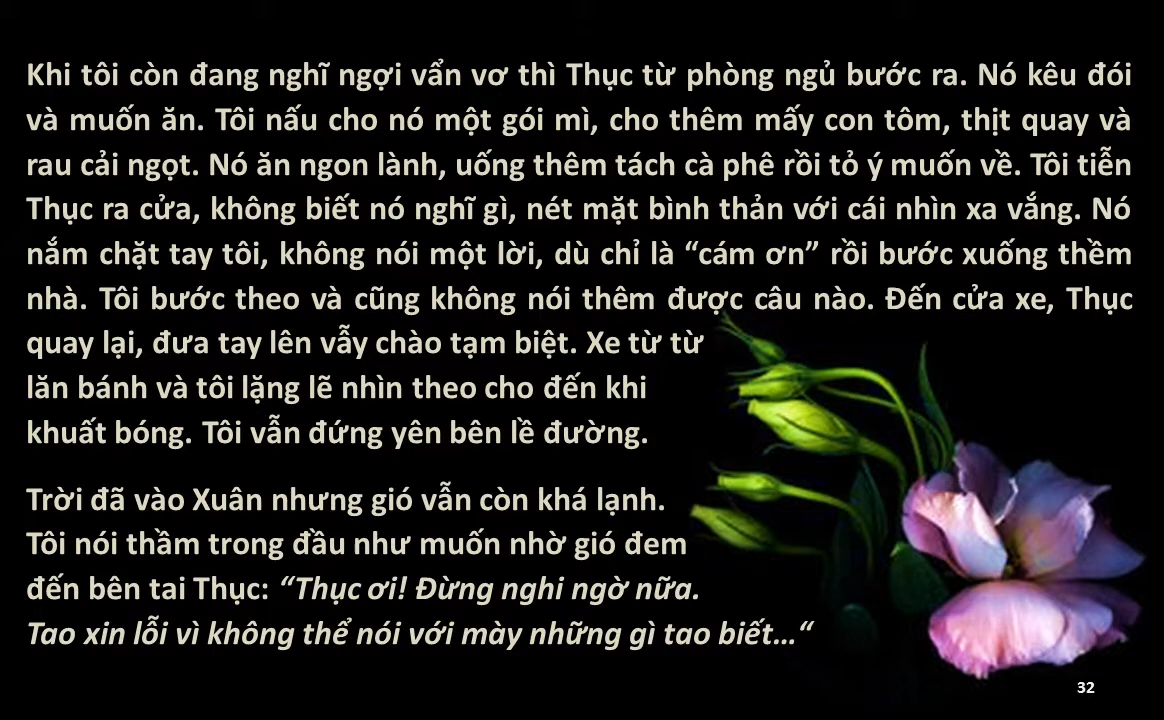 Khi tôi còn đang nghĩ ngợi vẩn vơ thì Thục từ phòng ngủ bước ra. Nó kêu đói
và muốn ăn. Tôi nấu cho nó một gói mì, cho thêm mấy con tôm, thịt quay và
rau cải ngọt. Nó ăn ngon lành, uống thêm tách cà phê rồi tỏ ý muốn về. Tôi tiễn
Thục ra cửa, không biết nó nghĩ gì, nét mặt bình thản với cái nhìn xa vắng. Nó
nắm chặt tay tôi, không nói một lời, dù chỉ là “cám ơn” rồi bước xuống thềm
nhà. Tôi bước theo và cũng không nói thêm được câu nào. Đến cửa xe, Thục
quay lại, đưa tay lên vẫy chào tạm biệt. Xe từ từ
lăn bánh và tôi lặng lẽ nhìn theo cho đến khi
khuất bóng. Tôi vẫn đứng yên bên lề đường.
Trời đã vào Xuân nhưng gió vẫn còn khá lạnh.
Tôi nói thầm trong đầu như muốn nhờ gió đem
đến bên tai Thục: “Thục ơi! Đừng nghi ngờ nữa.
Tao xin lỗi vì không thể nói với mày những gì tao biết…“
32